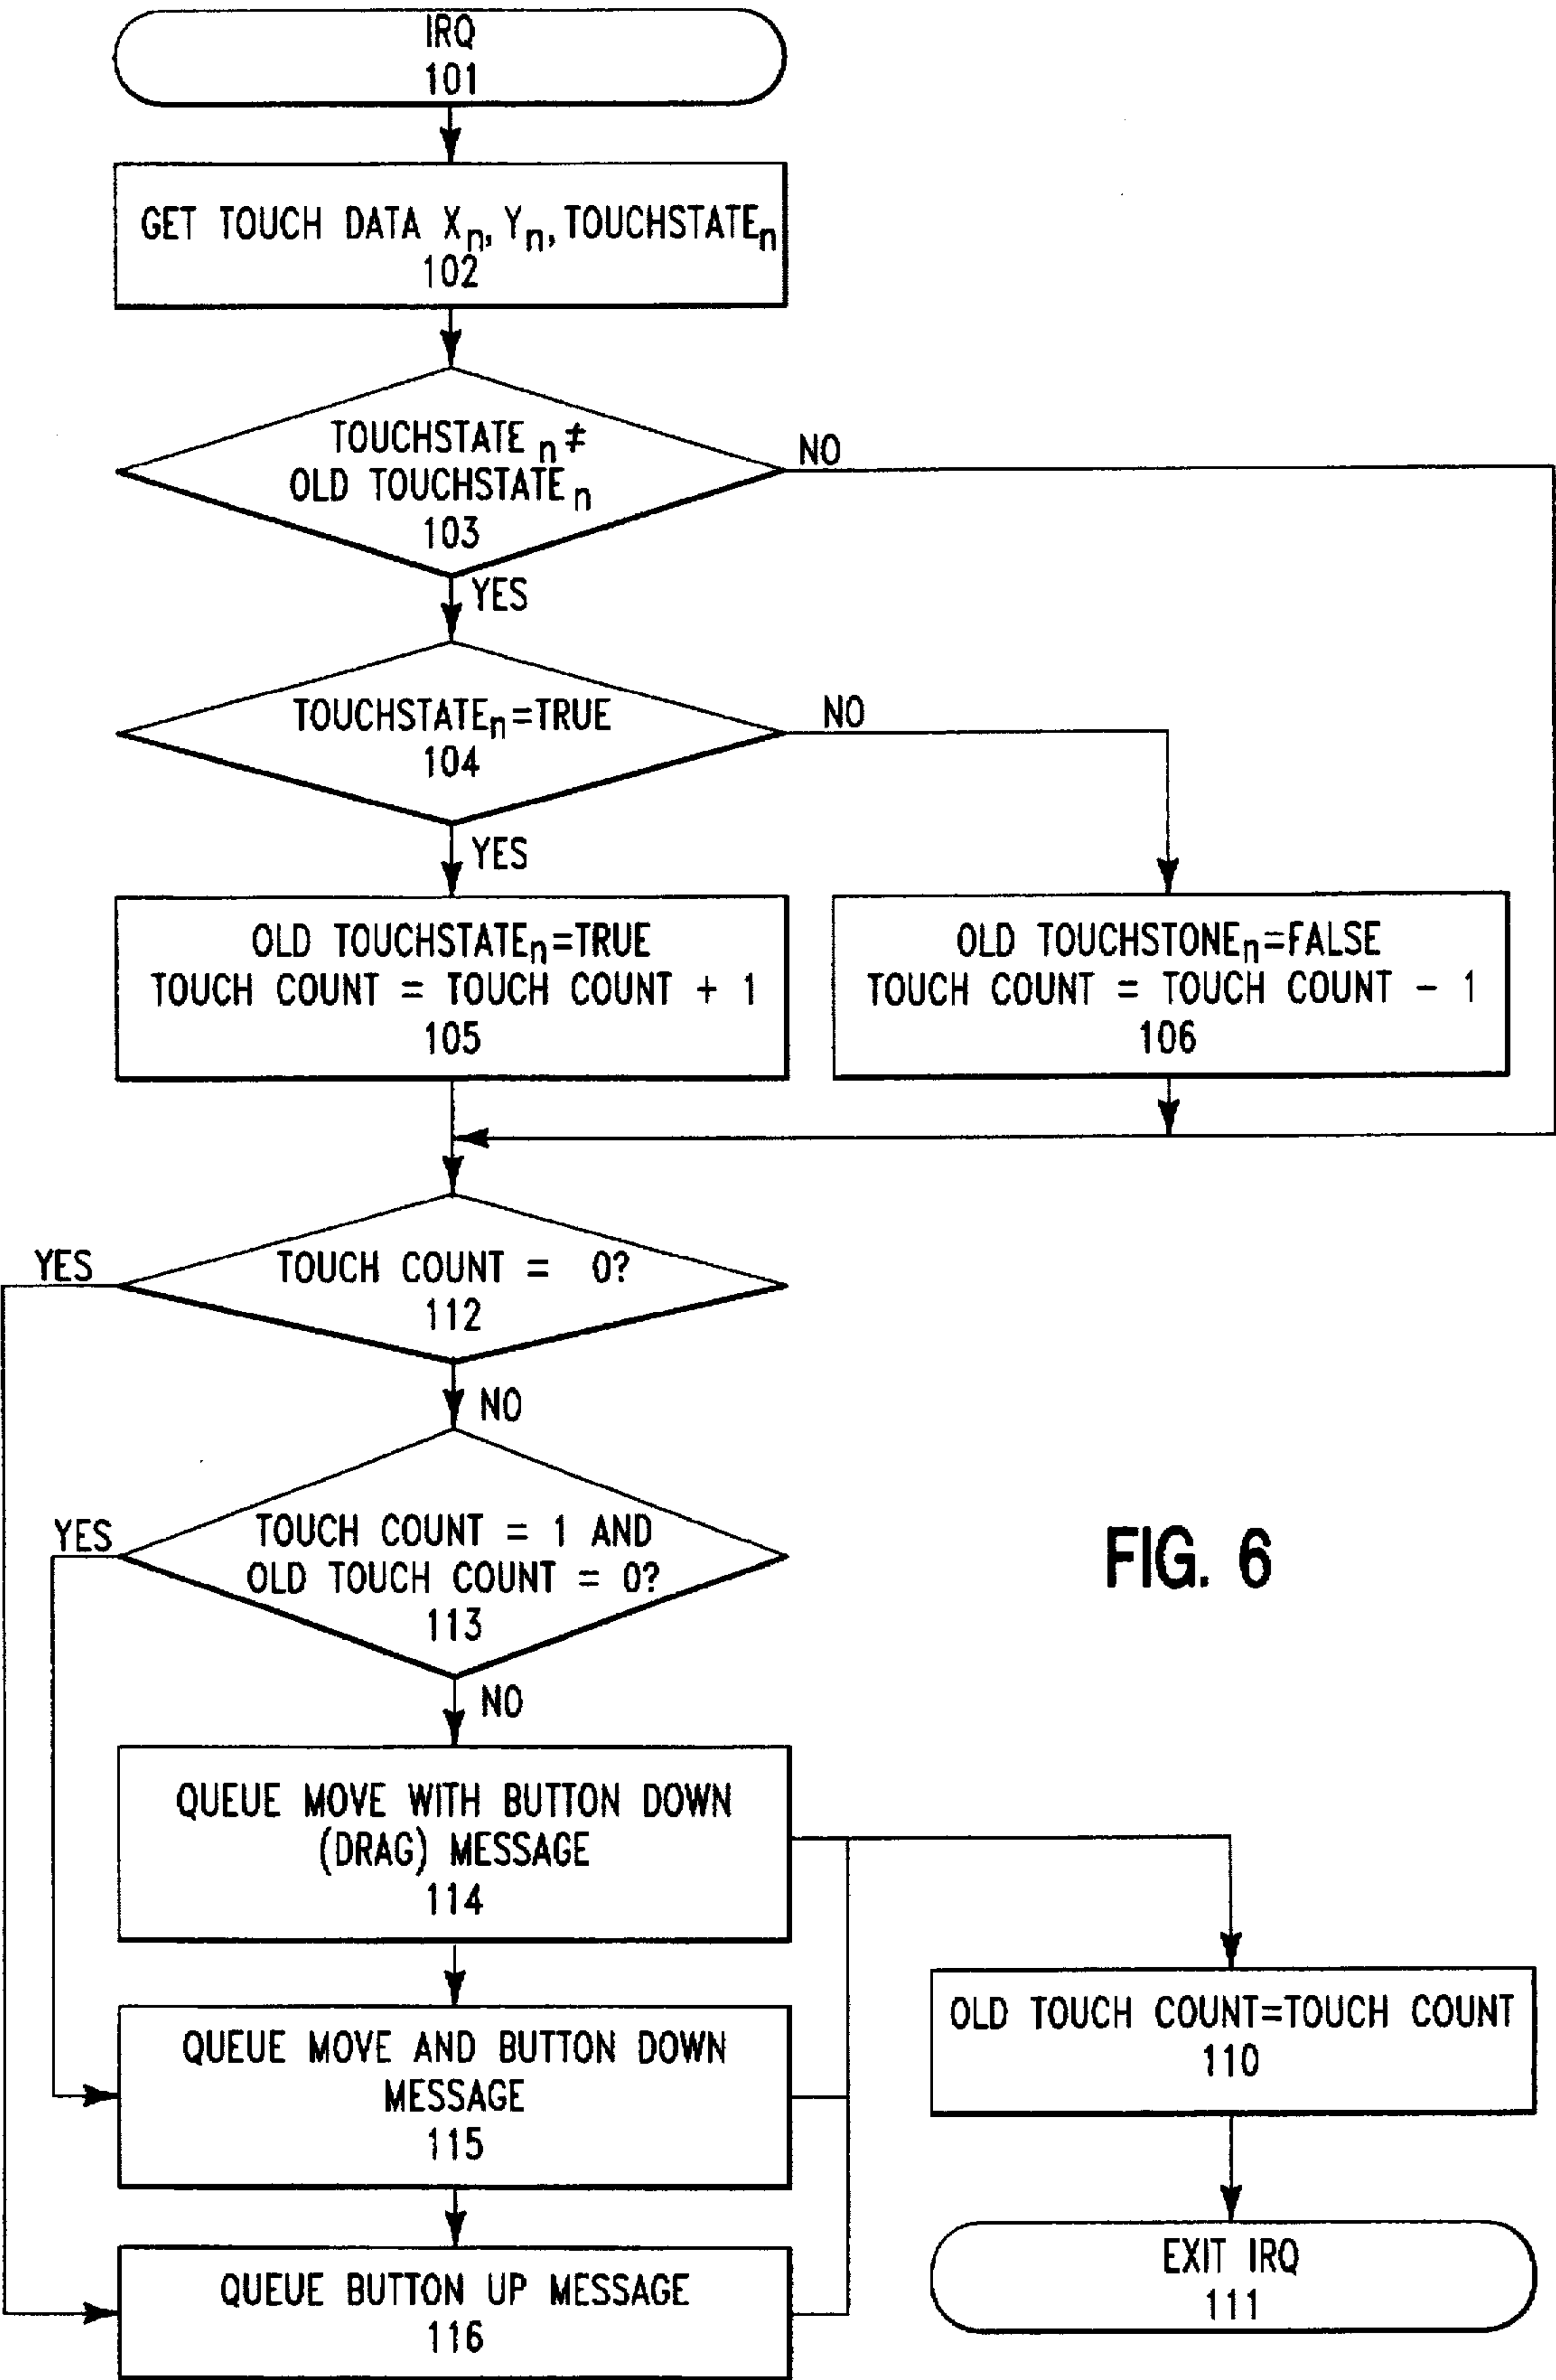 IRQ
101
GET TOUCH DATA Xn, Yn, TOUCHSTATEn
102
TOUCHSTATE n ≠
OLD TOUCHSTATE n
103
NO
YES
TOUCHSTATEn=TRUE
104
NO
YES
OLD TOUCHSTATEn=TRUE
TOUCH COUNT = TOUCH COUNT + 1
105
OLD TOUCHSTONEn=FALSE
TOUCH COUNT = TOUCH COUNT - 1
106
YES
TOUCH COUNT = 0?
112
NO
YES
TOUCH COUNT = 1 AND
OLD TOUCH COUNT = 0?
113
FIG. 6
NO
QUEUE MOVE WITH BUTTON DOWN
(DRAG) MESSAGE
114
OLD TOUCH COUNT=TOUCH COUNT
110
QUEUE MOVE AND BUTTON DOWN
MESSAGE
115
EXIT IRQ
111
QUEUE BUTTON UP MESSAGE
116